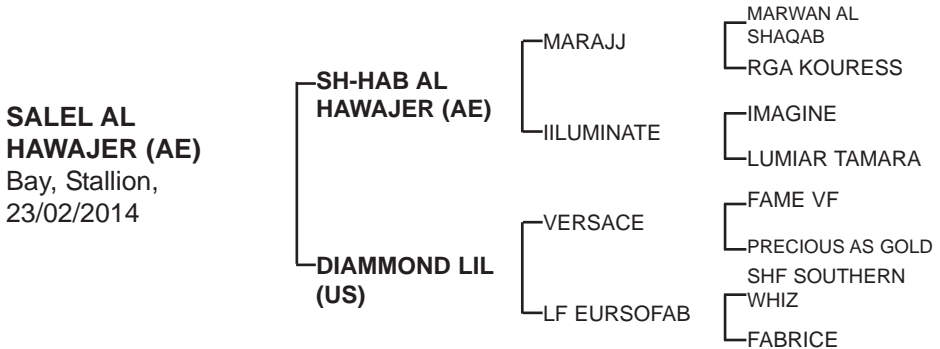 SALEL AL
HAWAJER (AE)
Bay, Stallion,
23/02/2014
SH-HAB AL
HAWAJER (AE)
DIAMMOND LIL
(US)
MARAJJ
IILUMINATE
VERSACE
LF EURSOFAB
MARWAN AL
SHAQAB
RGA KOURESS
IMAGINE
LUMIAR TAMARA
FAME VF
PRECIOUS AS GOLD
SHF SOUTHERN
WHIZ
FABRICE